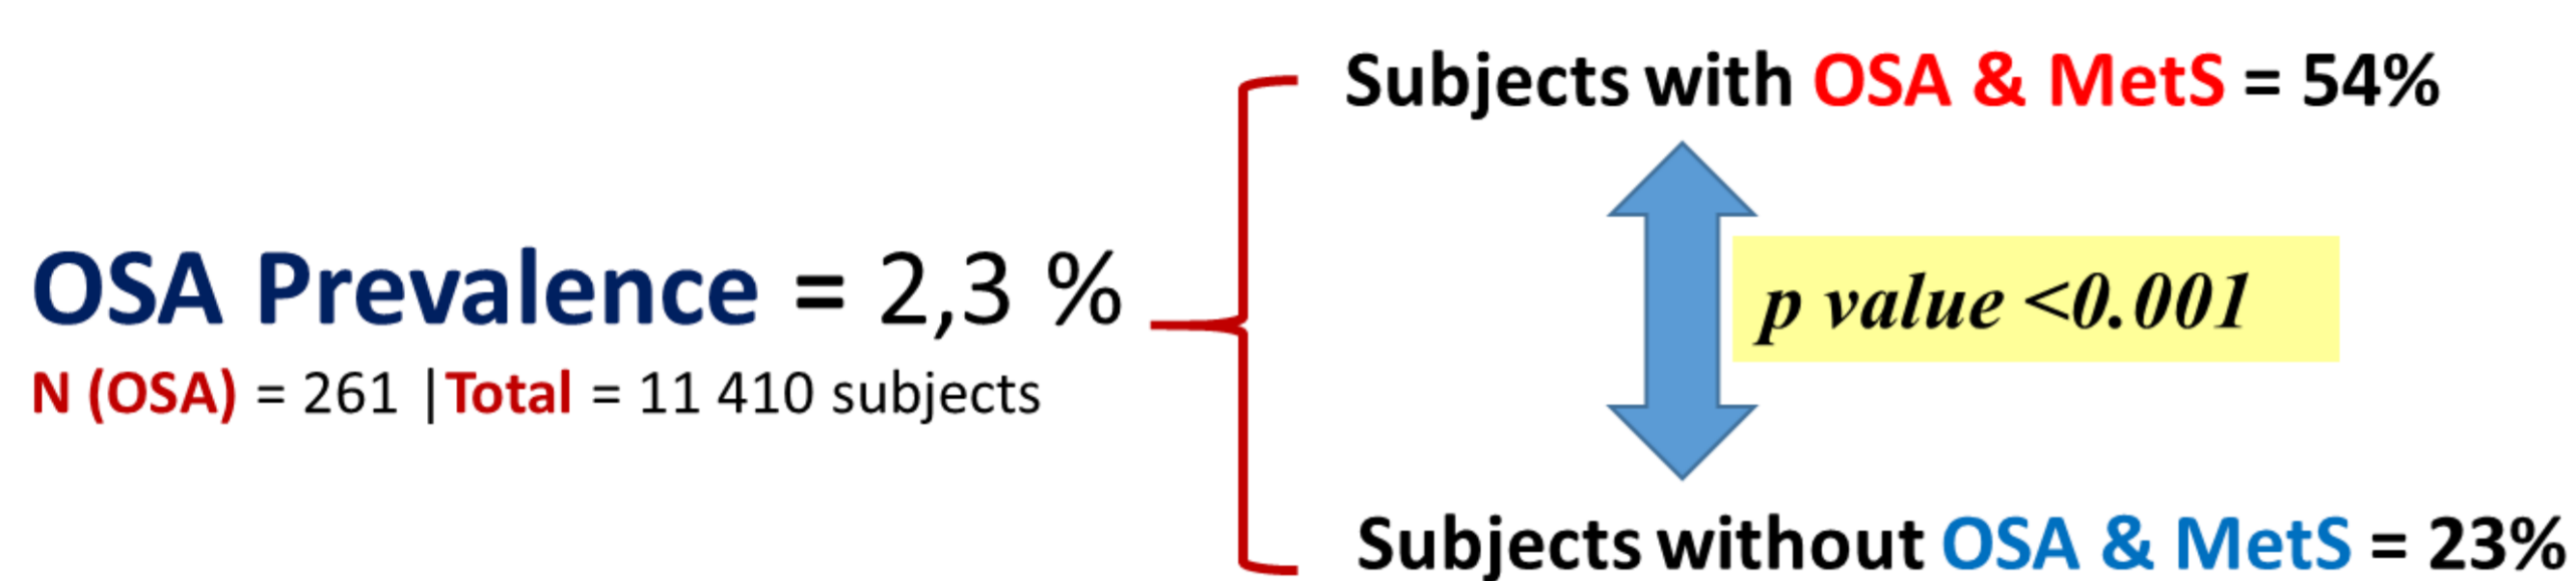 Subjects with OSA & MetS = 54%
OSA Prevalence = 2,3 %
N (OSA) = 261 |Total = 11 410 subjects
p value <0.001
Subjects without OSA & MetS = 23%